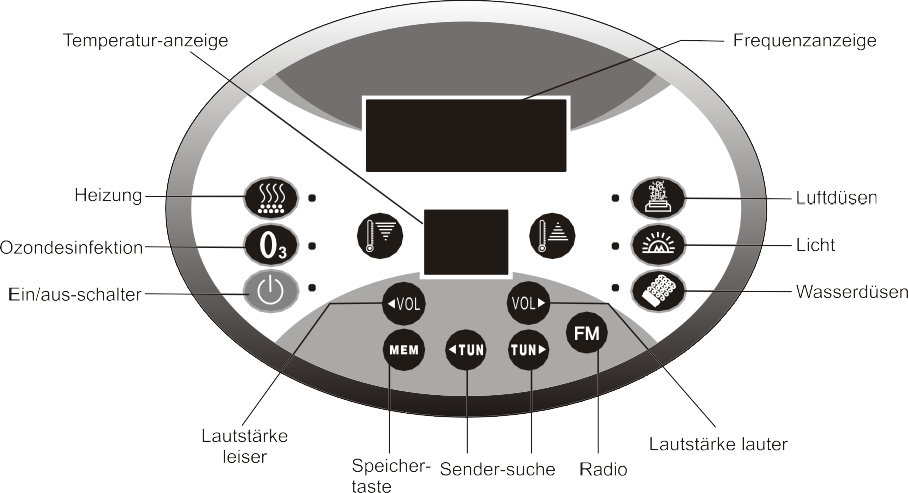 Temperatur-anzeige
Frequenzanzeige
Heizung
Luftdüsen
Ozondesinfektion
O3
Licht
Ein/aus-schalter
Wasserdüsen
◄VOL
VOL►
FM
MEM
◄TUN
TUN►
Lautstärke
leiser
Lautstärke lauter
Speicher-
taste
Sender-suche
Radio